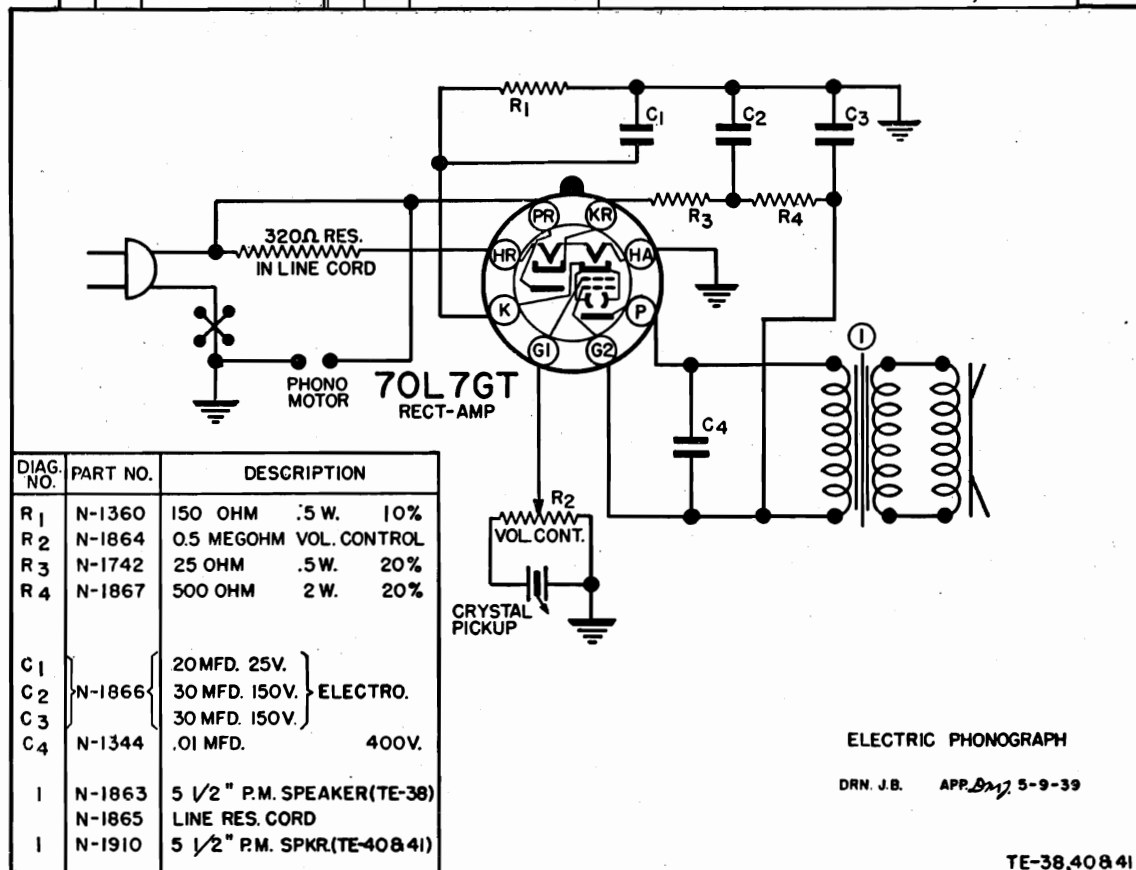 R1
C1
C2
C3
PR
KR
R3
R4
320Ω RES.
IN LINE CORD
HR
HA
K
P
G1
G2
1
PHONO
MOTOR
70L7GT
RECT-AMP
C4
R2
VOL. CONT.
CRYSTAL
PICKUP
DIAG. NO. PART NO. DESCRIPTION
R1 N-1360 150 OHM .5 W. 10%
R2 N-1864 0.5 MEGOHM VOL. CONTROL
R3 N-1742 25 OHM .5 W. 20%
R4 N-1867 500 OHM 2 W. 20%
C1 20 MFD. 25V.
C2 N-1866 30 MFD. 150V. ELECTRO.
C3 30 MFD. 150V.
C4 N-1344 .01 MFD. 400V.
1 N-1863 5 1/2" P.M. SPEAKER (TE-38)
N-1865 LINE RES. CORD
1 N-1910 5 1/2" P.M. SPKR. (TE-40&41)
ELECTRIC PHONOGRAPH
DRN. J.B. APP. 5-9-39
TE-38,40&41